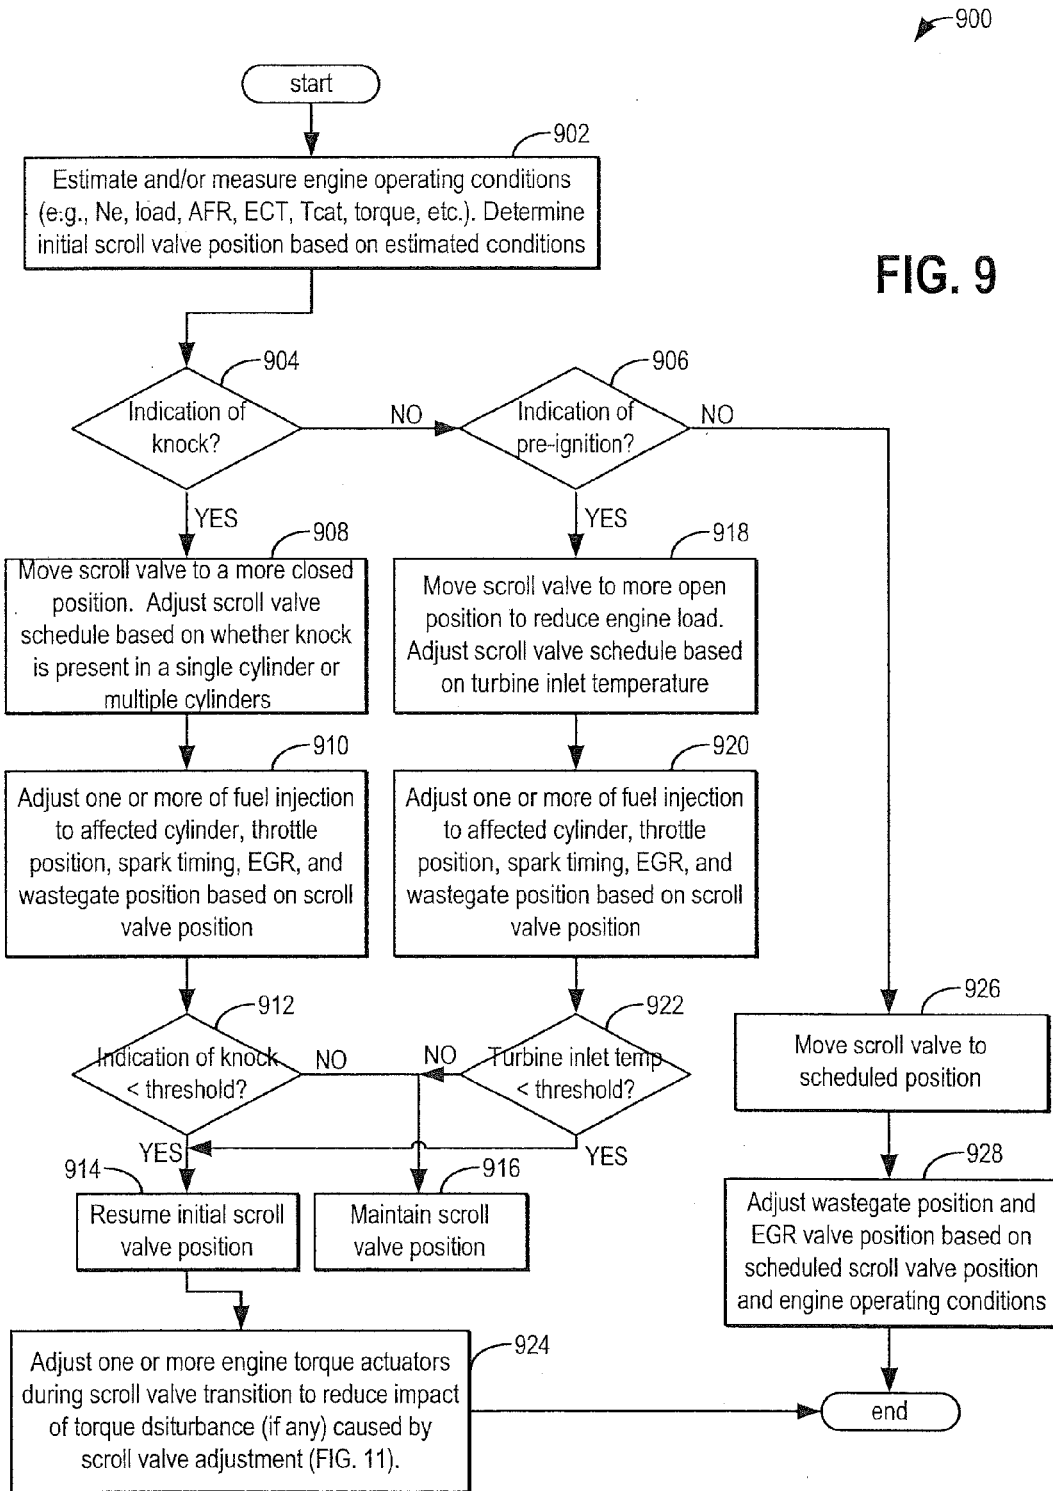 900
start
902
Estimate and/or measure engine operating conditions
(e.g., Ne, load, AFR, ECT, Tcat, torque, etc.). Determine
initial scroll valve position based on estimated conditions
FIG. 9
904
Indication of
knock?
NO
906
Indication of
pre-ignition?
NO
YES
908
Move scroll valve to a more closed
position. Adjust scroll valve
schedule based on whether knock
is present in a single cylinder or
multiple cylinders
YES
918
Move scroll valve to more open
position to reduce engine load.
Adjust scroll valve schedule based
on turbine inlet temperature
910
Adjust one or more of fuel injection
to affected cylinder, throttle
position, spark timing, EGR, and
wastegate position based on scroll
valve position
920
Adjust one or more of fuel injection
to affected cylinder, throttle
position, spark timing, EGR, and
wastegate position based on scroll
valve position
912
Indication of knock
< threshold?
NO
922
Turbine inlet temp
< threshold?
NO
926
Move scroll valve to
scheduled position
YES
YES
914
Resume initial scroll
valve position
916
Maintain scroll
valve position
928
Adjust wastegate position and
EGR valve position based on
scheduled scroll valve position
and engine operating conditions
924
Adjust one or more engine torque actuators
during scroll valve transition to reduce impact
of torque dsiturbance (if any) caused by
scroll valve adjustment (FIG. 11).
end